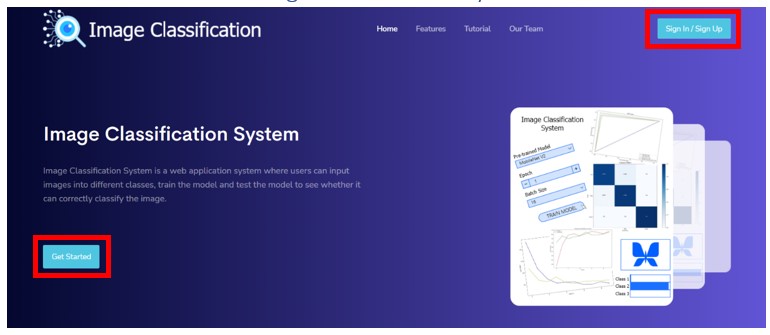 Image Classification
Home Features Tutorial Our Team
Sign In / Sign Up
Image Classification System
Image Classification System is a web application system where users can input
images into different classes, train the model and test the model to see whether it
can correctly classify the image.
Get Started
Image Classification
System
Pre-trained Model
Epoch
1
Batch Size
16
TRAIN MODEL
Class 1
Class 2
Class 3